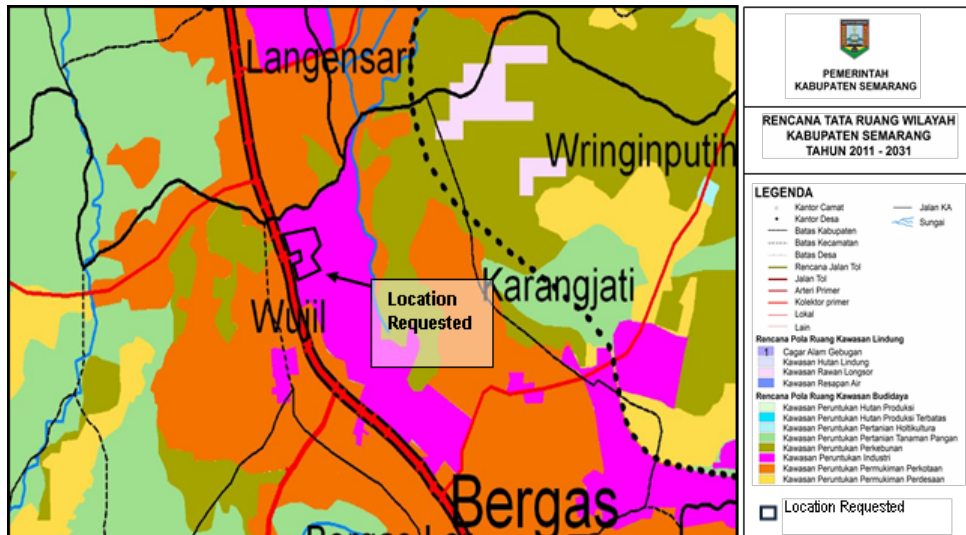 Langensari
Wringinputih
Karangjati
Location
Requested
Wujil
Bergas
PEMERINTAH
KABUPATEN SEMARANG
RENCANA TATA RUANG WILAYAH
KABUPATEN SEMARANG
TAHUN 2011 - 2031
LEGENDA
Kantor Camat
Kantor Desa
Batas Kabupaten
Batas Kecamatan
Batas Desa
Rencana Jalan Tol
Jalan Tol
Arteri Primer
Kolektor primer
Lokal
Lain
Jalan KA
Sungai
Rencana Pola Ruang Kawasan Lindung
1 Cagar Alam Gebugan
Kawasan Hutan Lindung
Kawasan Rawan Longsor
Kawasan Resapan Air
Rencana Pola Ruang Kawasan Budidaya
Kawasan Peruntukan Hutan Produksi
Kawasan Peruntukan Hutan Produksi Terbatas
Kawasan Peruntukan Pertanian Holtikultura
Kawasan Peruntukan Pertanian Tanaman Pangan
Kawasan Peruntukan Perkebunan
Kawasan Peruntukan Industri
Kawasan Peruntukan Permukiman Perkotaan
Kawasan Peruntukan Permukiman Perdesaan
Location Requested